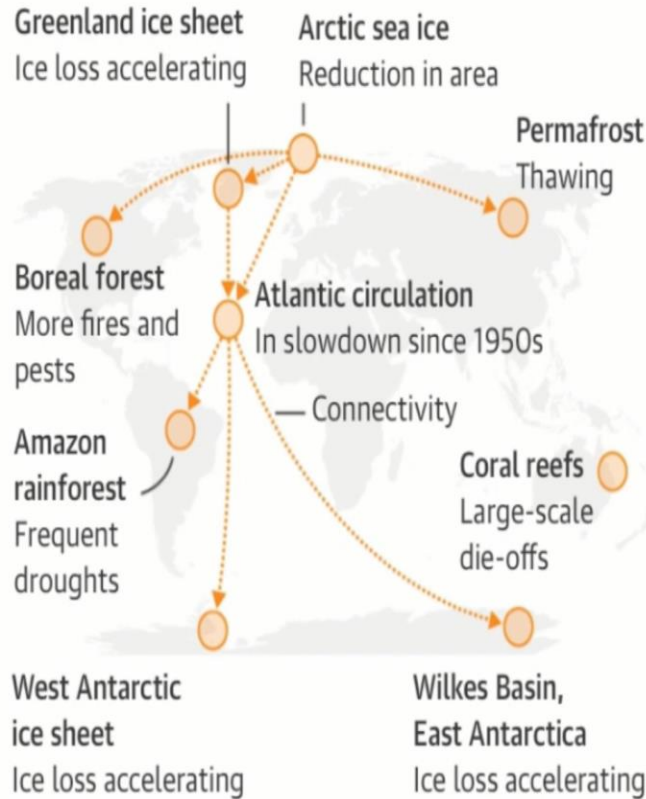 Greenland ice sheet
Ice loss accelerating
Arctic sea ice
Reduction in area
Permafrost
Thawing
Boreal forest
More fires and
pests
Atlantic circulation
In slowdown since 1950s
Connectivity
Amazon
rainforest
Frequent
droughts
Coral reefs
Large-scale
die-offs
West Antarctic
ice sheet
Ice loss accelerating
Wilkes Basin,
East Antarctica
Ice loss accelerating